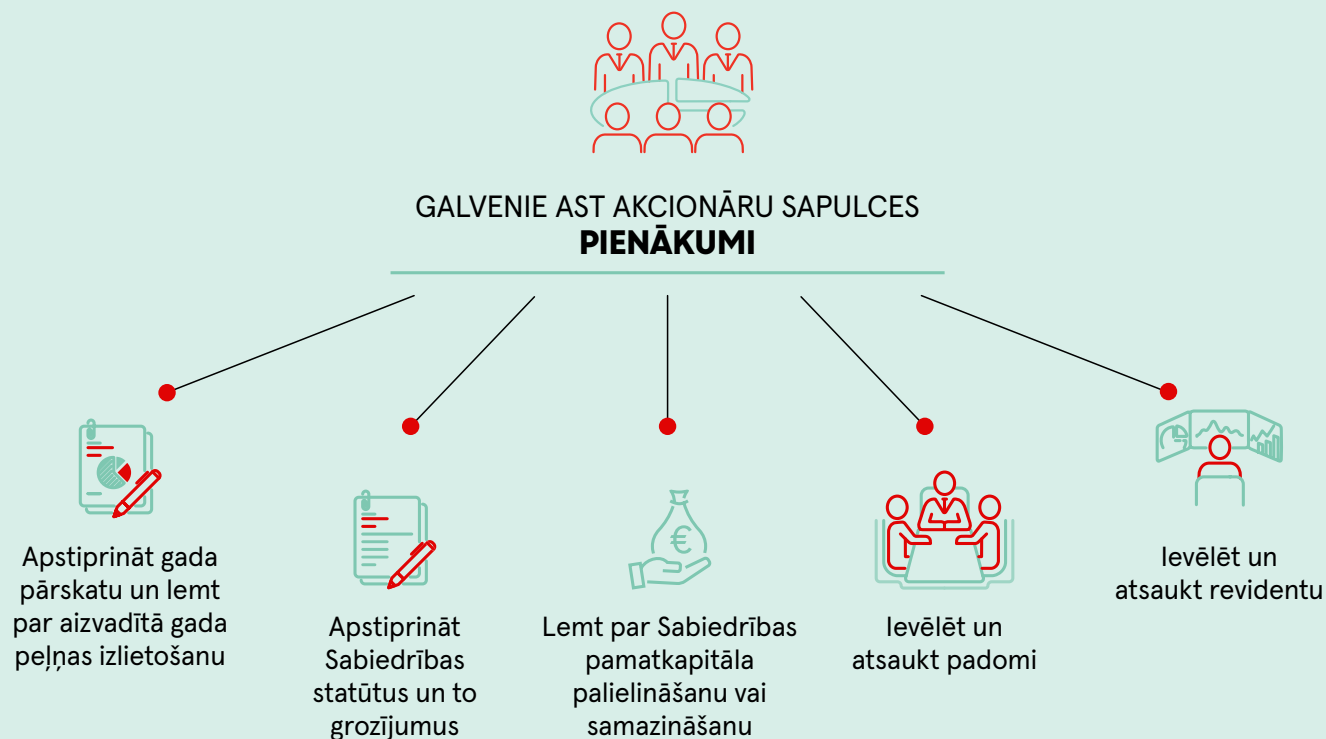 GALVENIE AST AKCIONĀRU SAPULCES
PIENĀKUMI
Apstiprināt gada
pārskatu un lemt
par aizvadītā gada
peļņas izlietošanu
Apstiprināt
Sabiedrības
statūtus un to
grozījumus
€
Lemt par Sabiedrības
pamatkapitāla
palielināšanu vai
samazināšanu
Ievēlēt un
atsaukt padomi
Ievēlēt un
atsaukt revidentu